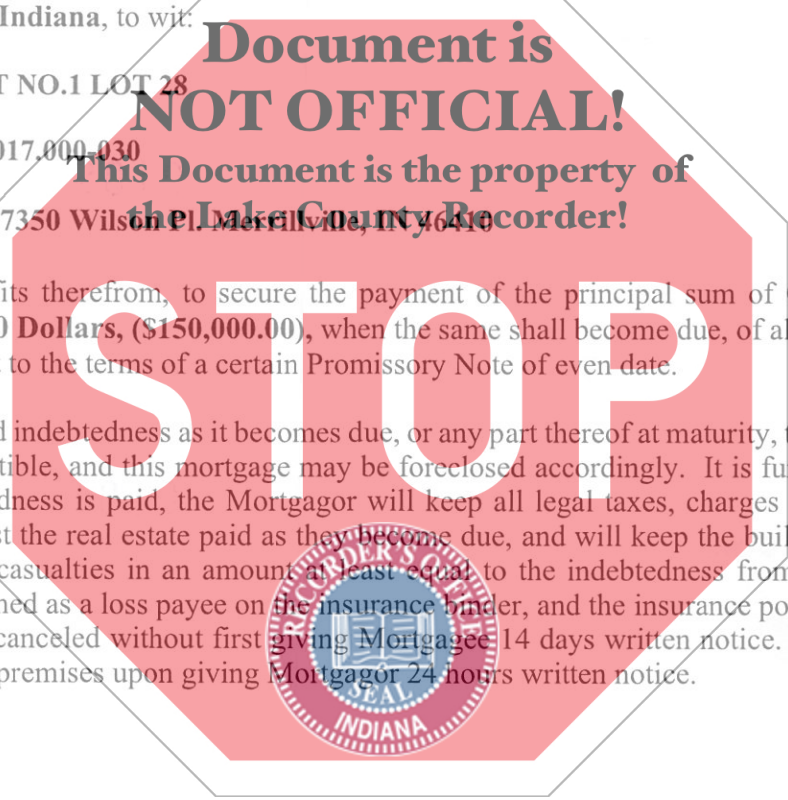 Indiana, to wit:
Document is
T NO.1 LOT 28
NOT OFFICIAL!
017.000-030
This Document is the property of
7350 Wilson Pl. Merrillville, IN 46410
the Lake County Recorder!
its therefrom, to secure the payment of the principal sum of
0 Dollars, ($150,000.00), when the same shall become due, of al
to the terms of a certain Promissory Note of even date.
STOP
d indebtedness as it becomes due, or any part thereof at maturity, t
tible, and this mortgage may be foreclosed accordingly. It is fu
dness is paid, the Mortgagor will keep all legal taxes, charges
st the real estate paid as they become due, and will keep the buil
casualties in an amount at least equal to the indebtedness from
ned as a loss payee on the insurance binder, and the insurance po
canceled without first giving Mortgagee 14 days written notice.
premises upon giving Mortgagor 24 hours written notice.
RECORDER'S OFFICE
SEAL
INDIANA